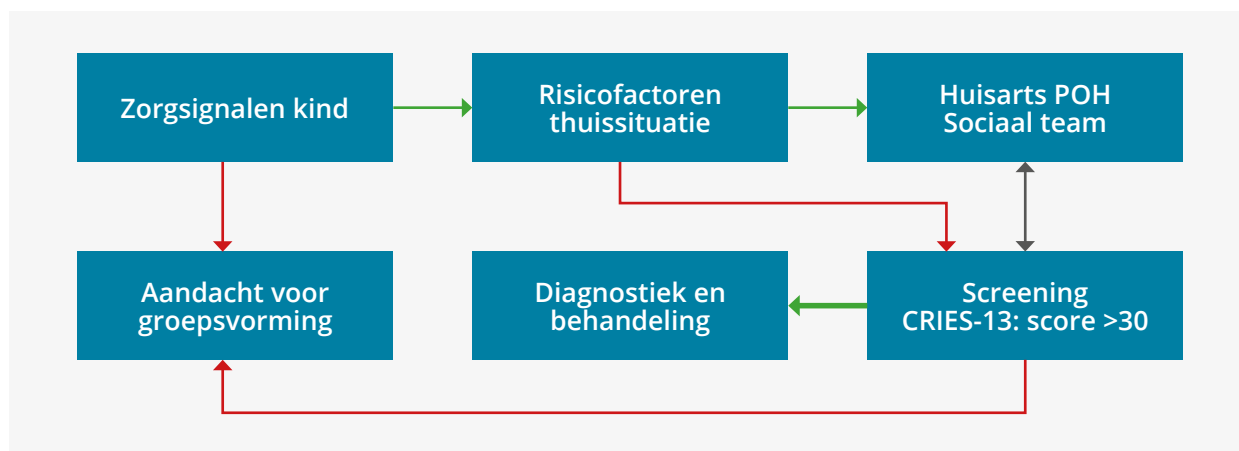 Zorgsignalen kind
Risicofactoren
thuissituatie
Huisarts POH
Sociaal team
Aandacht voor
groepsvorming
Diagnostiek en
behandeling
Screening
CRIES-13: score >30